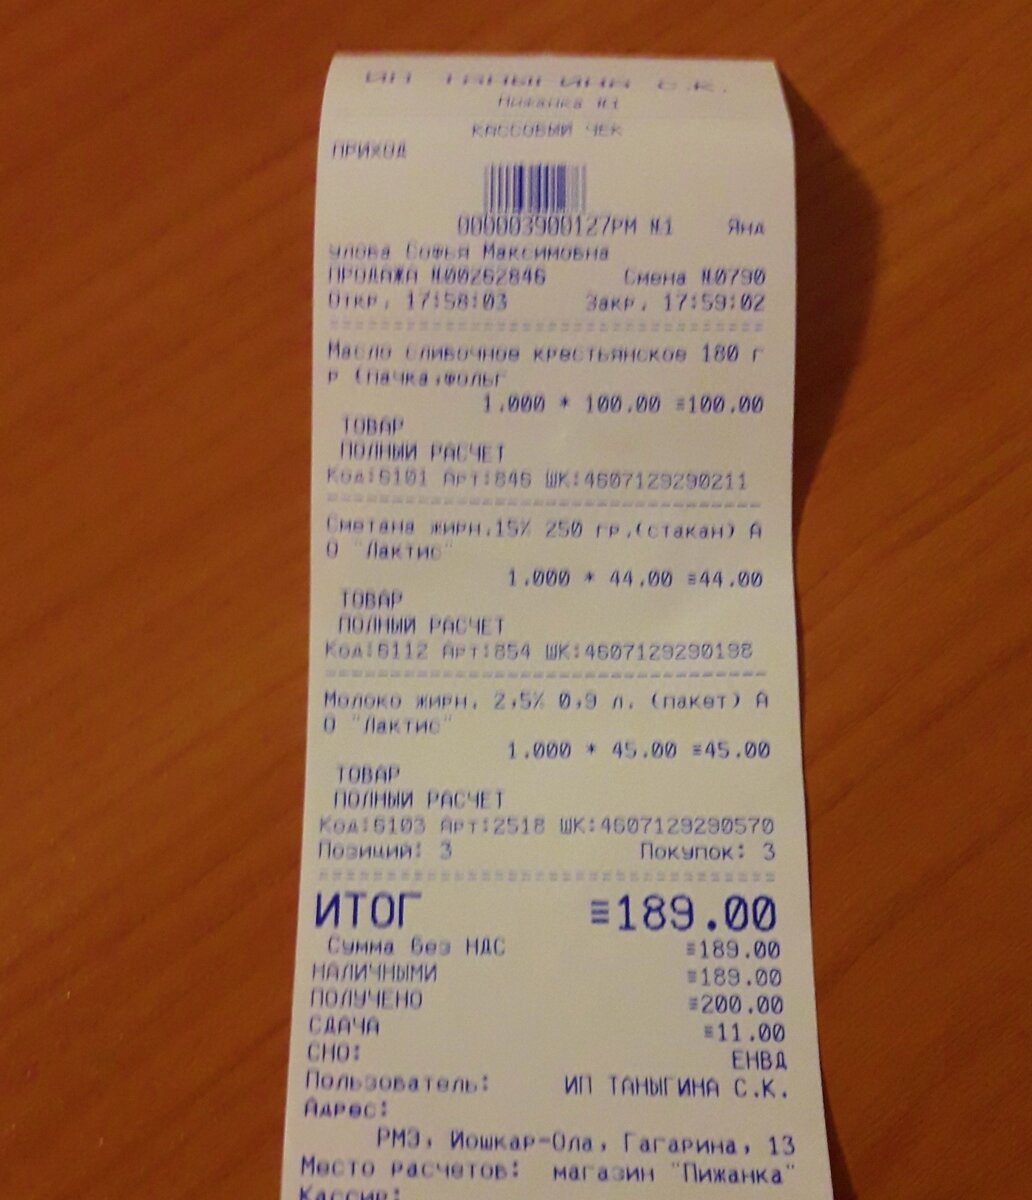 ИП ТАНЫГИНА С.К.
Пижанка №1
КАССОВЫЙ ЧЕК
ПРИХОД
000003900127РМ №1 Янд
улова Софья Максимовна
ПРОДАЖА №00262846 Смена №0790
Откр. 17:58:03 Закр. 17:59:02
Масло сливочное крестьянское 180 г
р (пачка,фольг
1.000 * 100.00 ≡100.00
ТОВАР
ПОЛНЫЙ РАСЧЕТ
Код:6101 Арт:846 ШК:4607129290211
Сметана жирн.15% 250 гр.(стакан) А
О "Лактис"
1.000 * 44.00 ≡44.00
ТОВАР
ПОЛНЫЙ РАСЧЕТ
Код:6112 Арт:854 ШК:4607129290198
Молоко жирн. 2,5% 0,9 л. (пакет) А
О "Лактис"
1.000 * 45.00 ≡45.00
ТОВАР
ПОЛНЫЙ РАСЧЕТ
Код:6103 Арт:2518 ШК:4607129290570
Позиций: 3 Покупок: 3
ИТОГ ≡189.00
Сумма без НДС ≡189.00
НАЛИЧНЫМИ ≡189.00
ПОЛУЧЕНО ≡200.00
СДАЧА ≡11.00
СНО: ЕНВД
Пользователь: ИП ТАНЫГИНА С.К.
Адрес:
РМЭ, Йошкар-Ола, Гагарина, 13
Место расчетов: магазин "Пижанка"
Кассир: